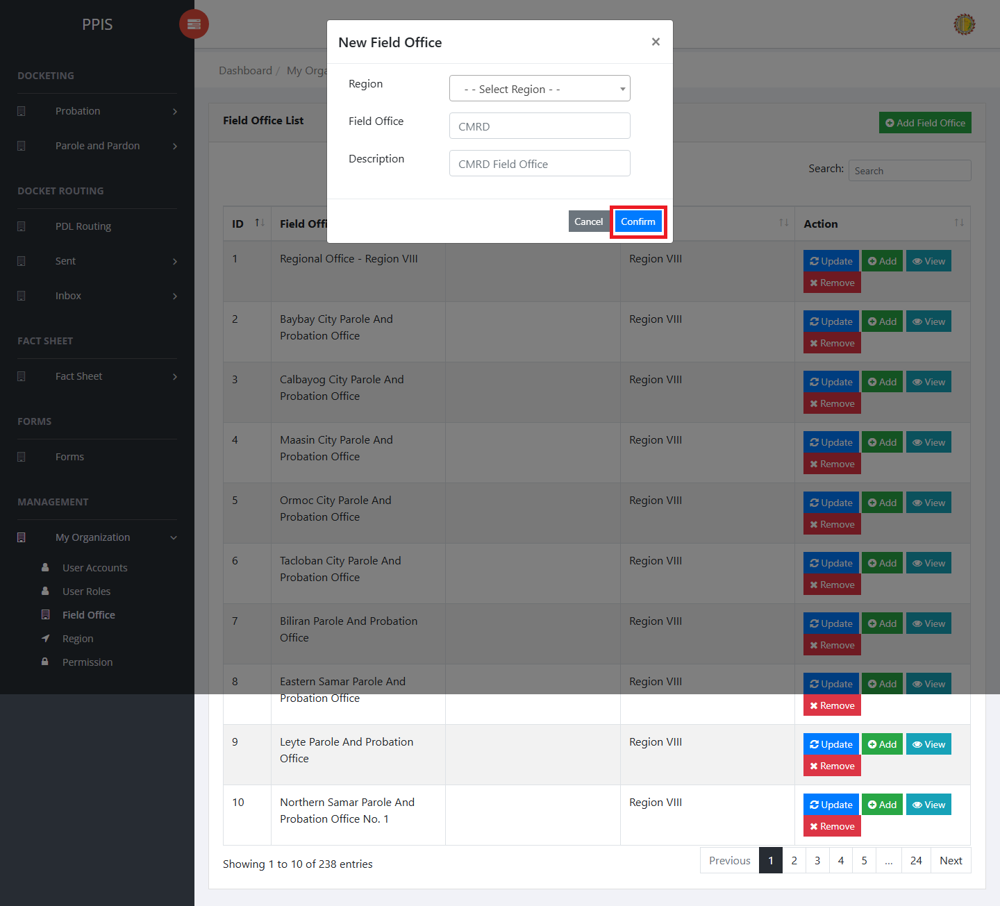 PPIS
DOCKETING
Probation
Parole and Pardon
DOCKET ROUTING
PDL Routing
Sent
Inbox
FACT SHEET
Fact Sheet
FORMS
Forms
MANAGEMENT
My Organization
User Accounts
User Roles
Field Office
Region
Permission
Dashboard / My Orga
New Field Office ×
Region - - Select Region - -
Field Office CMRD
Description CMRD Field Office
Cancel Confirm
Field Office List Add Field Office
Search: Search
ID Field Offi Action
1 Regional Office - Region VIII Region VIII Update Add View
Remove
2 Baybay City Parole And Region VIII Update Add View
Probation Office Remove
3 Calbayog City Parole And Region VIII Update Add View
Probation Office Remove
4 Maasin City Parole And Region VIII Update Add View
Probation Office Remove
5 Ormoc City Parole And Region VIII Update Add View
Probation Office Remove
6 Tacloban City Parole And Region VIII Update Add View
Probation Office Remove
7 Biliran Parole And Probation Region VIII Update Add View
Office Remove
8 Eastern Samar Parole And Update Add View
Probation Office Remove
9 Leyte Parole And Probation Region VIII Update Add View
Office Remove
10 Northern Samar Parole And Region VIII Update Add View
Probation Office No. 1 Remove
Showing 1 to 10 of 238 entries Previous 1 2 3 4 5 ... 24 Next